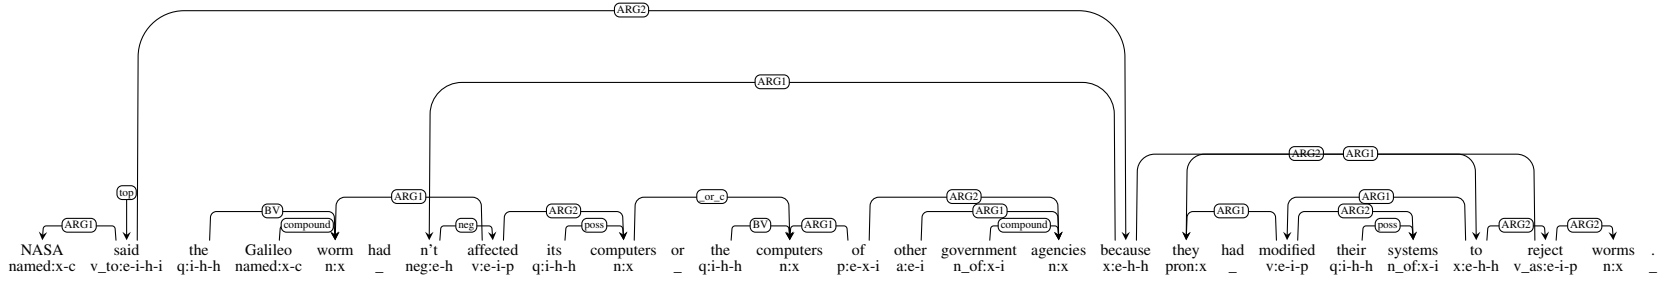 ARG2
ARG1
ARG2 ARG1
top ARG1 _or_c ARG2 ARG1
ARG1 BV compound neg ARG2 poss BV ARG1 ARG1 compound ARG1 ARG2 poss ARG2 ARG2
NASA said the Galileo worm had n't affected its computers or the computers of other government agencies because they had modified their systems to reject worms .
named:x-c v_to:e-i-h-i q:i-h-h named:x-c n:x _ neg:e-h v:e-i-p q:i-h-h n:x _ q:i-h-h n:x p:e-x-i a:e-i n_of:x-i n:x x:e-h-h pron:x _ v:e-i-p q:i-h-h n_of:x-i x:e-h-h v_as:e-i-p n:x _